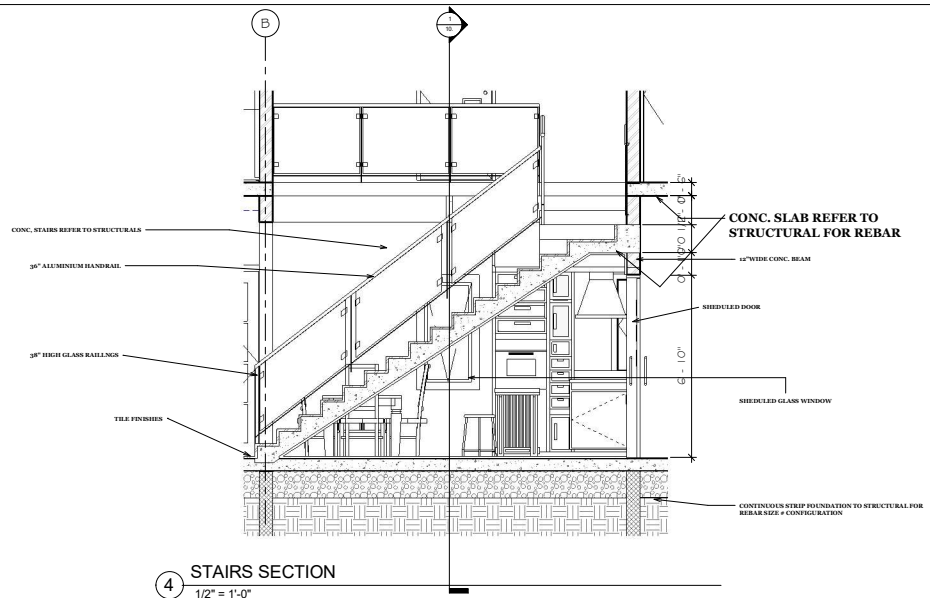 B
1
10
CONC, STAIRS REFER TO STRUCTURALS
36" ALUMINIUM HANDRAIL
38" HIGH GLASS RAILLNGS
TILE FINISHES
CONC. SLAB REFER TO
STRUCTURAL FOR REBAR
12"WIDE CONC. BEAM
SHEDULED DOOR
6'-10"
SHEDULED GLASS WINDOW
CONTINUOUS STRIP FOUNDATION TO STRUCTURAL FOR
REBAR SIZE # CONFIGURATION
4
STAIRS SECTION
1/2" = 1'-0"